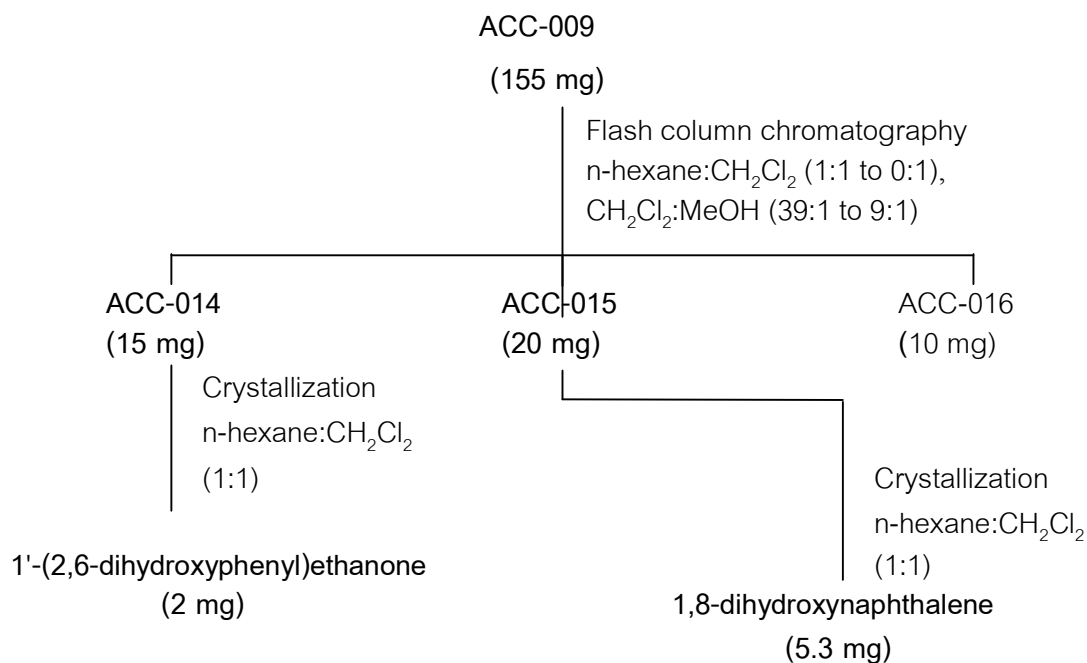 ACC-009
(155 mg)
Flash column chromatography
n-hexane:CH₂Cl₂ (1:1 to 0:1),
CH₂Cl₂:MeOH (39:1 to 9:1)
ACC-014
(15 mg)
ACC-015
(20 mg)
ACC-016
(10 mg)
Crystallization
n-hexane:CH₂Cl₂
(1:1)
Crystallization
n-hexane:CH₂Cl₂
(1:1)
1'-(2,6-dihydroxyphenyl)ethanone
(2 mg)
1,8-dihydroxynaphthalene
(5.3 mg)